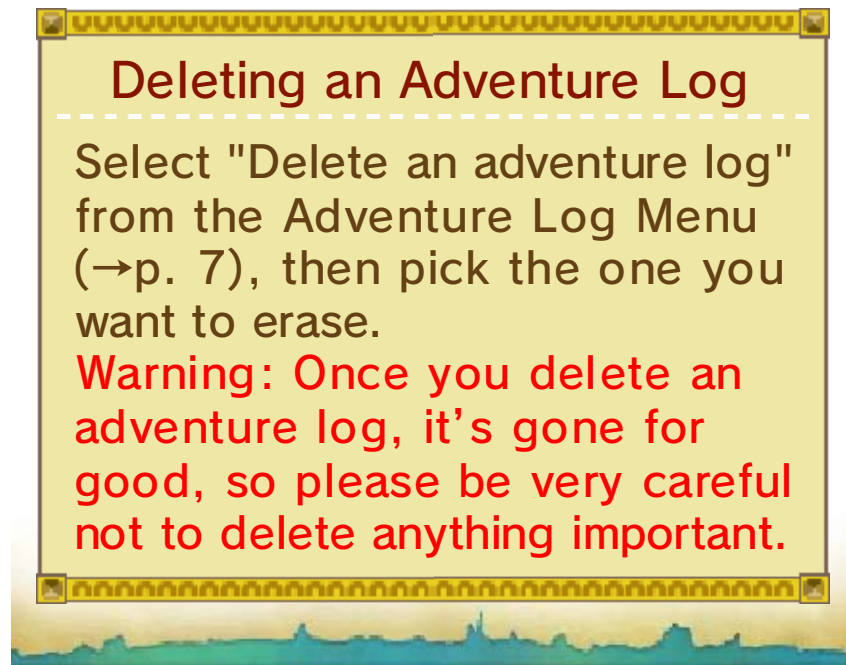 Deleting an Adventure Log
Select "Delete an adventure log"
from the Adventure Log Menu
(→p. 7), then pick the one you
want to erase.
Warning: Once you delete an
adventure log, it’s gone for
good, so please be very careful
not to delete anything important.